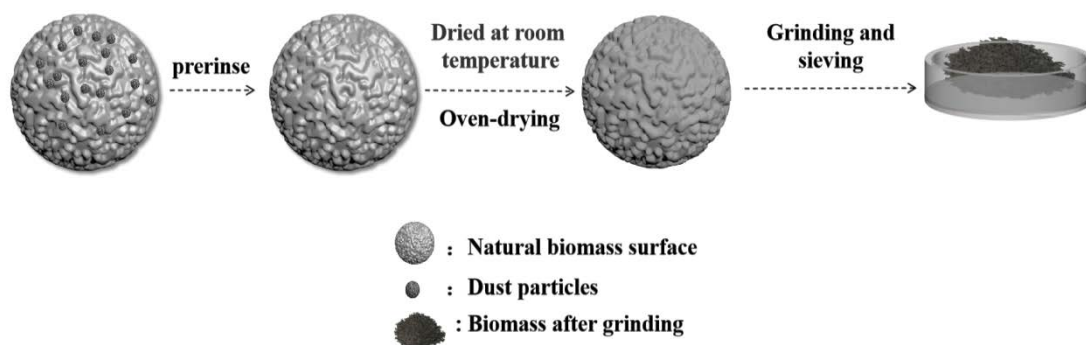 prerinse
Dried at room
temperature
Oven-drying
Grinding and
sieving
: Natural biomass surface
: Dust particles
: Biomass after grinding